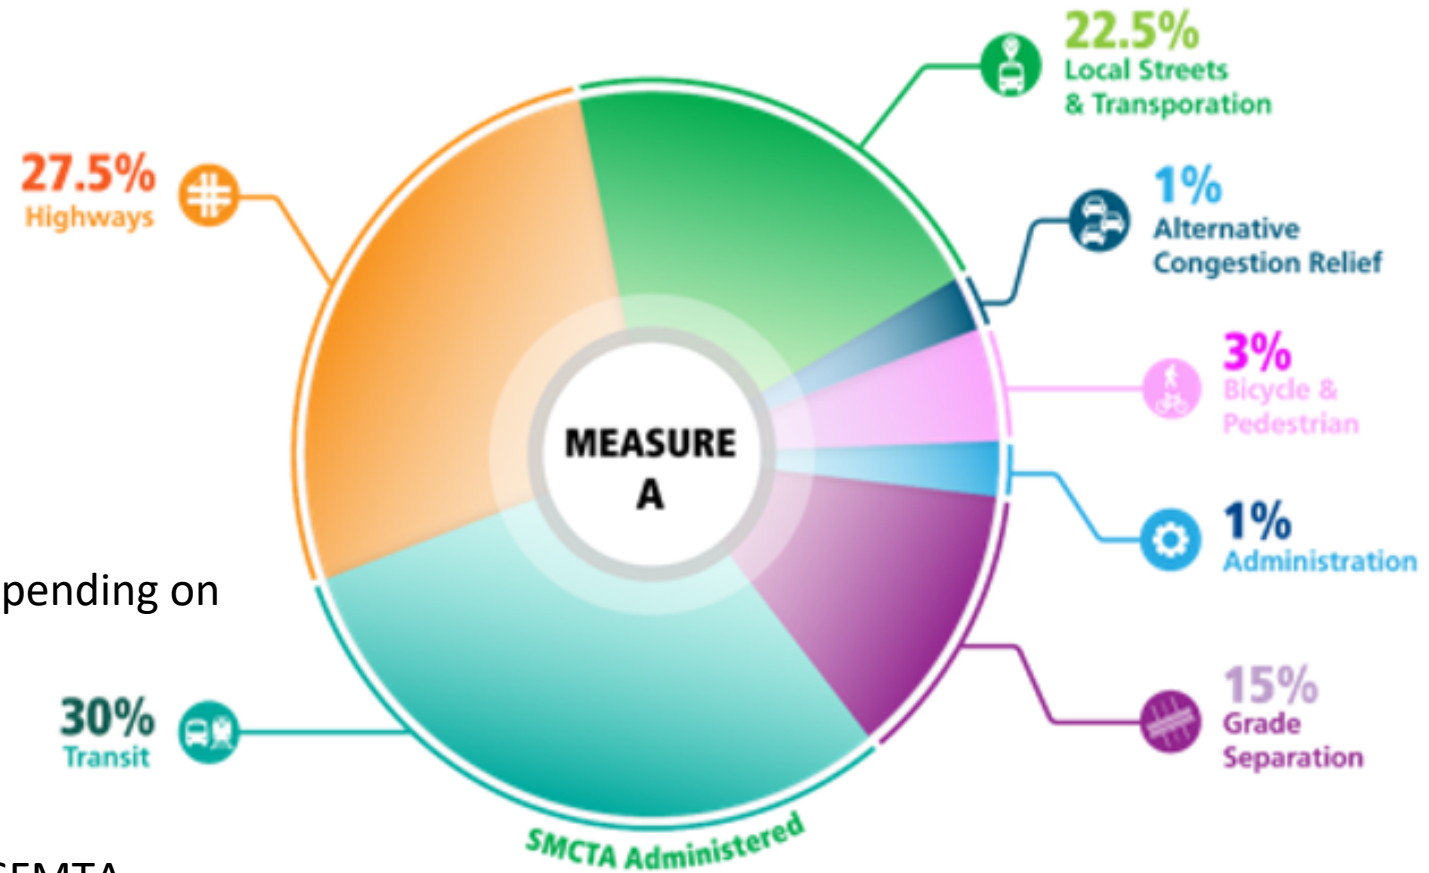 22.5%
Local Streets
& Transporation
27.5%
Highways
1%
Alternative
Congestion Relief
3%
Bicycle &
Pedestrian
MEASURE
A
1%
Administration
pending on
30%
Transit
15%
Grade
Separation
SMCTA Administered